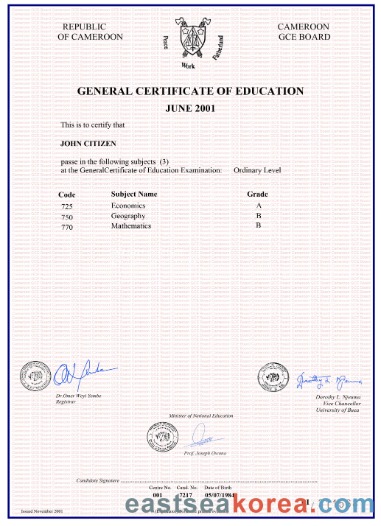 REPUBLIC
OF CAMEROON
Peace
Work
Fatherland
CAMEROON
GCE BOARD
GENERAL CERTIFICATE OF EDUCATION
JUNE 2001
This is to certify that
JOHN CITIZEN
passe in the following subjects (3)
at the GeneralCertificate of Education Examination: Ordinary Level
Code Subject Name Grade
725 Economics A
750 Geography B
770 Mathematics B
Dr Omer Weyi Yembe
Registrar
Dorothy L. Njeuma
Vice Chancellor
University of Buea
Minister of National Education
Prof. Joseph Owona
Candidate Signature
Centre No. Cand. No. Date of Birth
001 7217 05/07/1981
Issued November 2001
eastseakorea.com